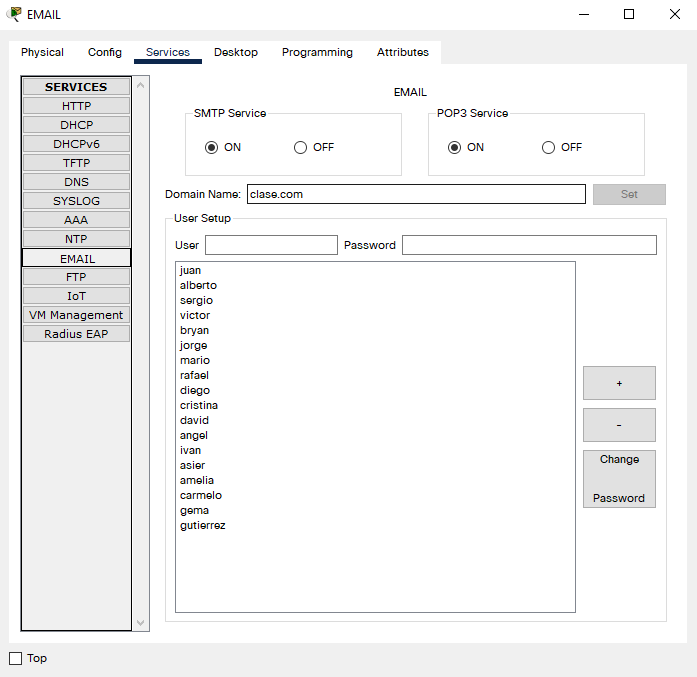 EMAIL
Physical Config Services Desktop Programming Attributes
SERVICES
HTTP
DHCP
DHCPv6
TFTP
DNS
SYSLOG
AAA
NTP
EMAIL
FTP
IoT
VM Management
Radius EAP
EMAIL
SMTP Service
ON OFF
POP3 Service
ON OFF
Domain Name: clase.com Set
User Setup
User Password
juan
alberto
sergio
victor
bryan
jorge
mario
rafael
diego
cristina
david
angel
ivan
asier
amelia
carmelo
gema
gutierrez
+
-
Change
Password
Top